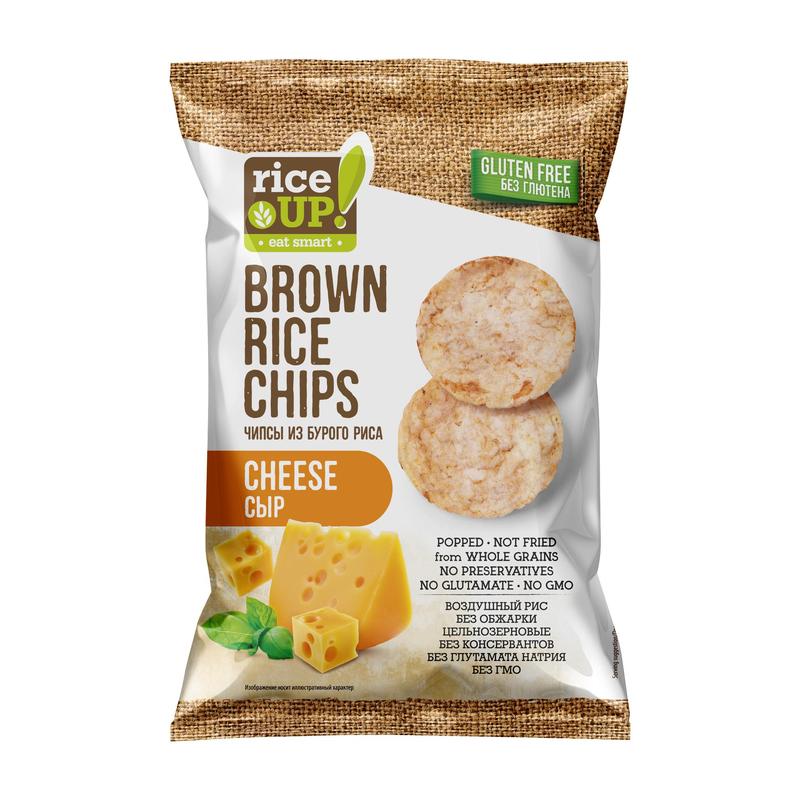 rice
UP!
• eat smart •
GLUTEN FREE
БЕЗ ГЛЮТЕНА
BROWN
RICE
CHIPS
ЧИПСЫ ИЗ БУРОГО РИСА
CHEESE
СЫР
POPPED • NOT FRIED
from WHOLE GRAINS
NO PRESERVATIVES
NO GLUTAMATE • NO GMO
ВОЗДУШНЫЙ РИС
БЕЗ ОБЖАРКИ
ЦЕЛЬНОЗЕРНОВЫЕ
БЕЗ КОНСЕРВАНТОВ
БЕЗ ГЛУТАМАТА НАТРИЯ
БЕЗ ГМО
Изображение носит иллюстративный характер